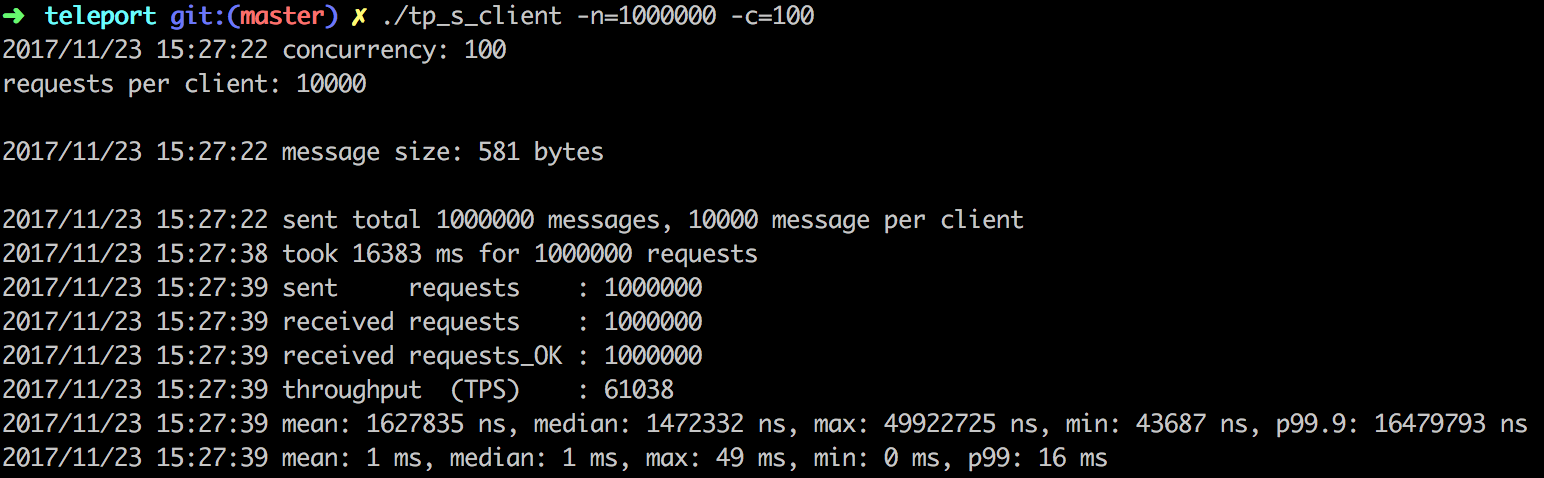 ➜  teleport git:(master) ✗ ./tp_s_client -n=1000000 -c=100
2017/11/23 15:27:22 concurrency: 100
requests per client: 10000
2017/11/23 15:27:22 message size: 581 bytes
2017/11/23 15:27:22 sent total 1000000 messages, 10000 message per client
2017/11/23 15:27:38 took 16383 ms for 1000000 requests
2017/11/23 15:27:39 sent     requests    : 1000000
2017/11/23 15:27:39 received requests    : 1000000
2017/11/23 15:27:39 received requests_OK : 1000000
2017/11/23 15:27:39 throughput  (TPS)    : 61038
2017/11/23 15:27:39 mean: 1627835 ns, median: 1472332 ns, max: 49922725 ns, min: 43687 ns, p99.9: 16479793 ns
2017/11/23 15:27:39 mean: 1 ms, median: 1 ms, max: 49 ms, min: 0 ms, p99: 16 ms